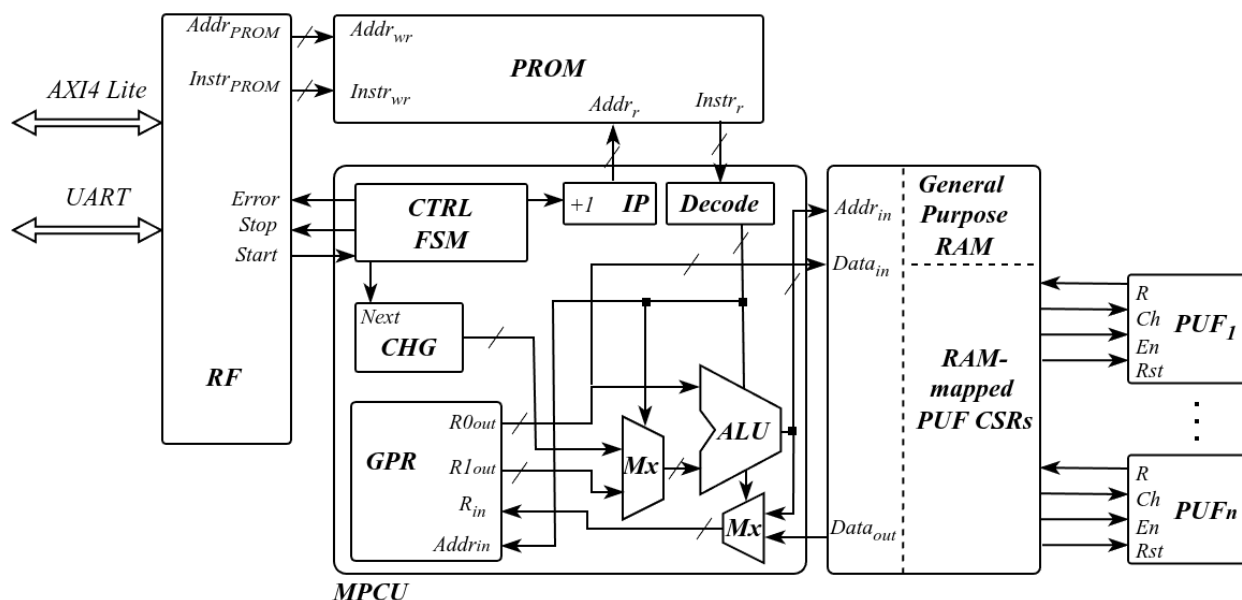 AXI4 Lite
UART
RF
AddrPROM
InstrPROM
Error
Stop
Start
PROM
Addrwr
Instrwr
Addrr
Instrr
MPCU
CTRL
FSM
+1 IP
Decode
Next
CHG
GPR
R0out
R1out
Rin
Addrin
Mx
ALU
Mx
Addrin
Datain
Dataout
General
Purpose
RAM
RAM-
mapped
PUF CSRs
R
Ch
En
Rst
PUF1
R
Ch
En
Rst
PUFn